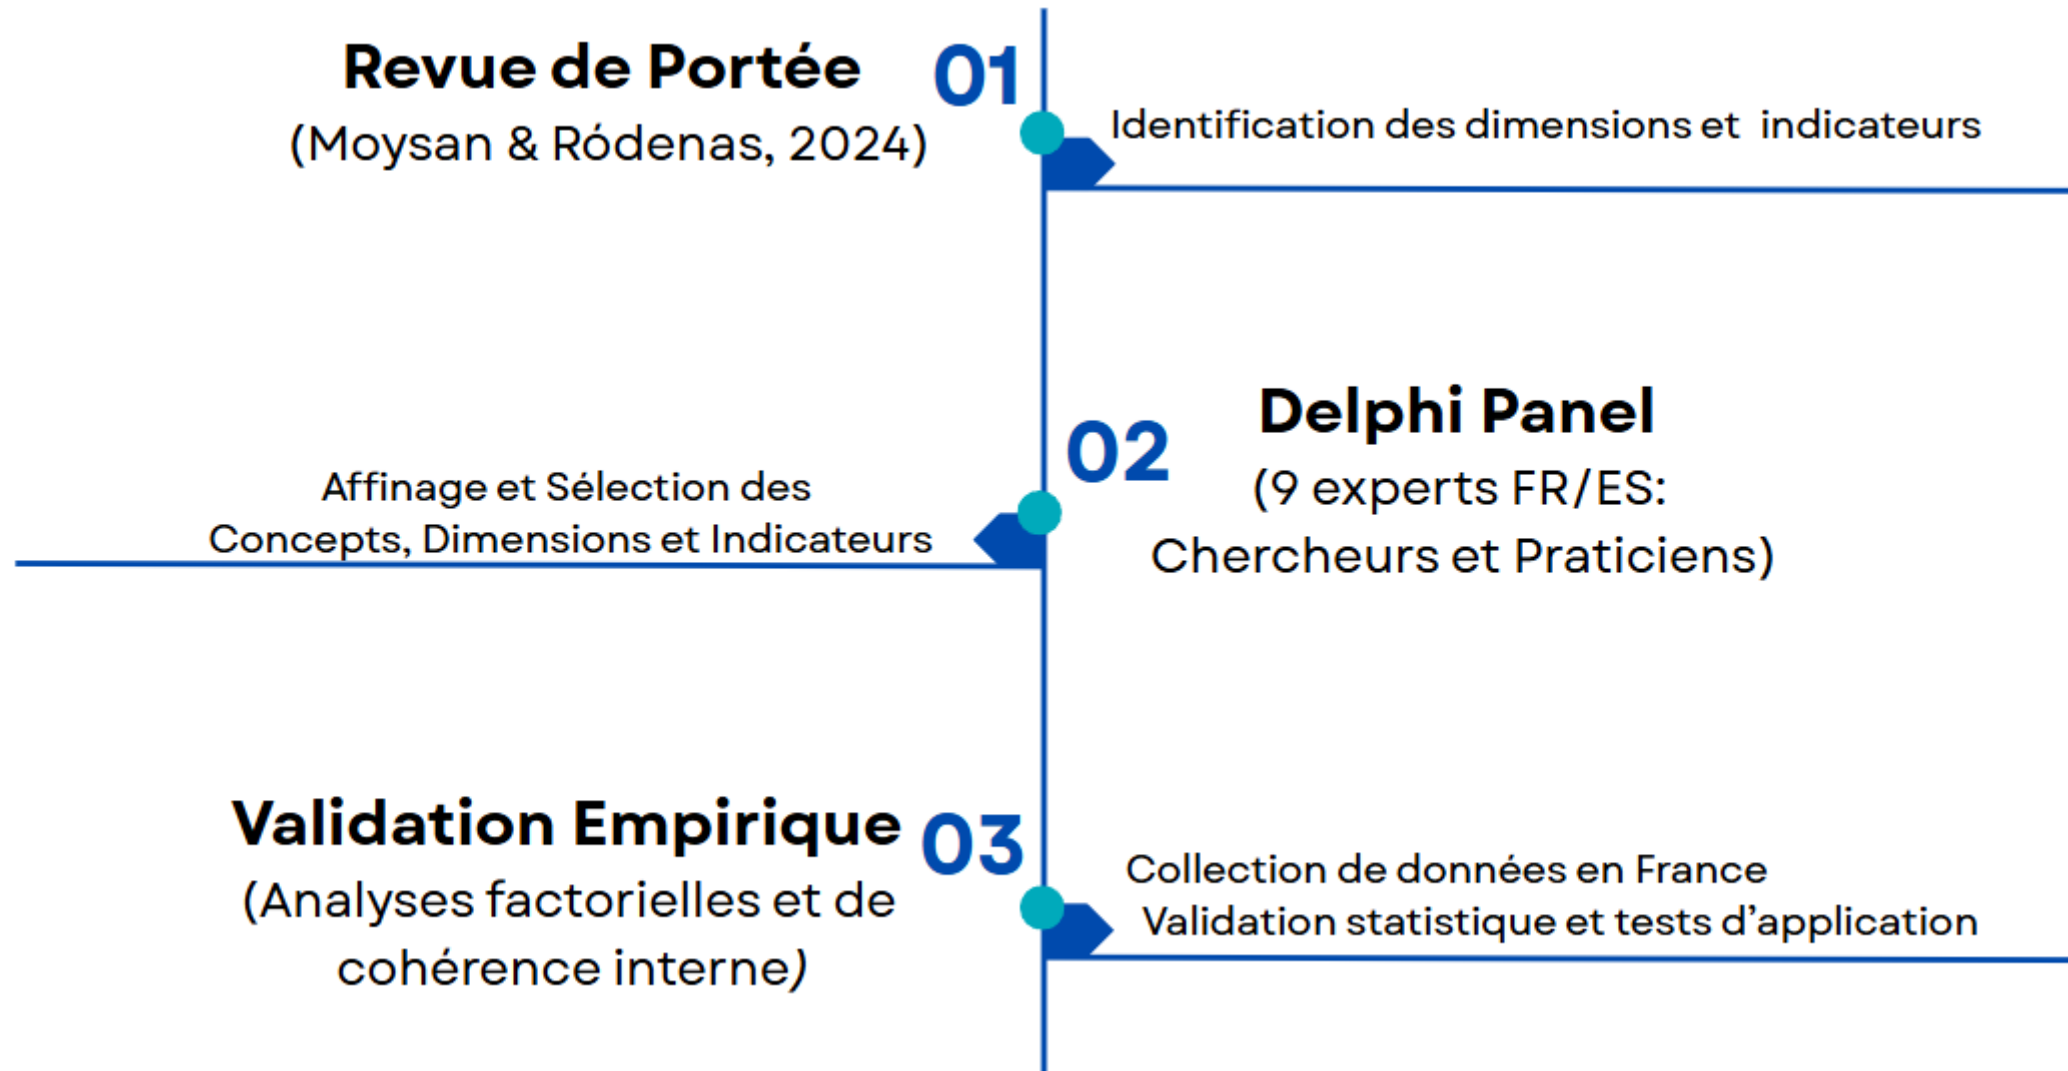 Revue de Portée
(Moysan & Ródenas, 2024)
01
Identification des dimensions et indicateurs
02
Delphi Panel
(9 experts FR/ES:
Chercheurs et Praticiens)
Affinage et Sélection des
Concepts, Dimensions et Indicateurs
Validation Empirique
(Analyses factorielles et de
cohérence interne)
03
Collection de données en France
Validation statistique et tests d’application